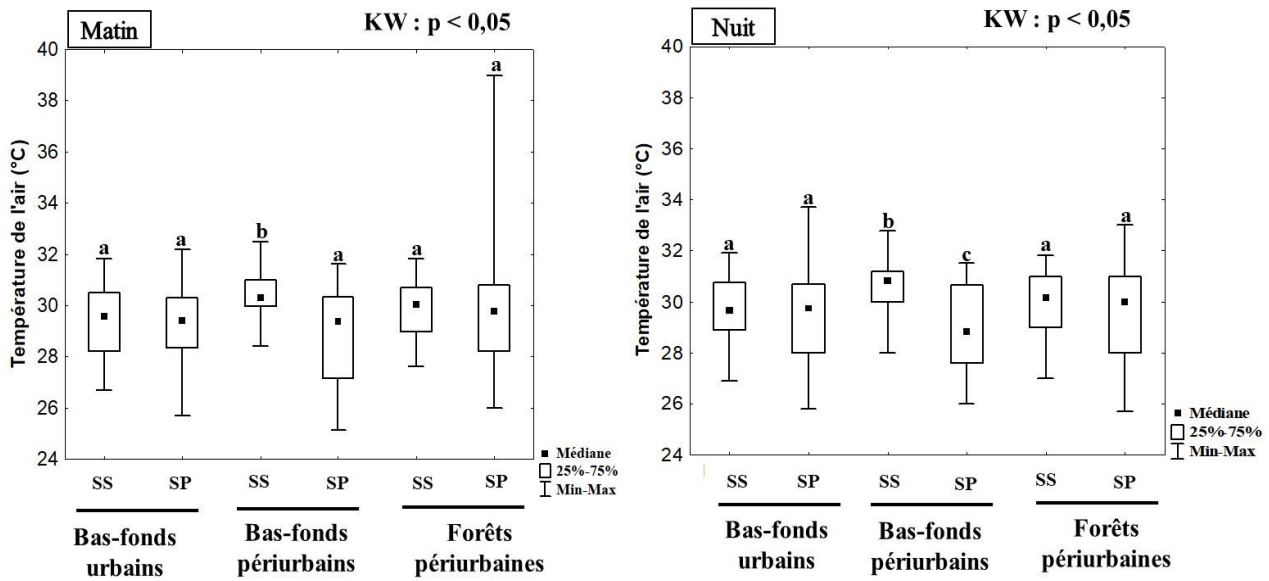 Matin
KW : p < 0,05
Température de l'air (°C)
40
38
36
34
32
30
28
26
24
a
a
b
a
a
a
SS
SP
SS
SP
SS
SP
Bas-fonds
urbains
Bas-fonds
périurbains
Forêts
périurbaines
Médiane
25%-75%
Min-Max
Nuit
KW : p < 0,05
Température de l'air (°C)
40
38
36
34
32
30
28
26
24
a
a
b
c
a
a
SS
SP
SS
SP
SS
SP
Bas-fonds
urbains
Bas-fonds
périurbains
Forêts
périurbaines
Médiane
25%-75%
Min-Max